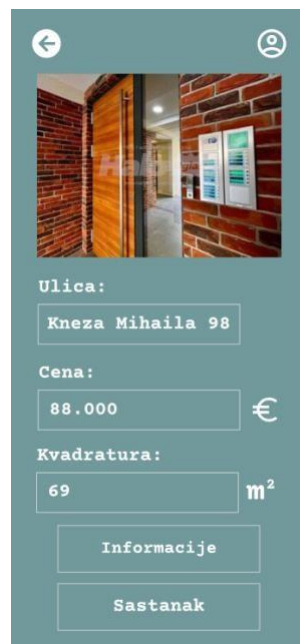 Ulica:
Kneza Mihaila 98
Cena:
88.000
€
Kvadratura:
69
m²
Informacije
Sastanak